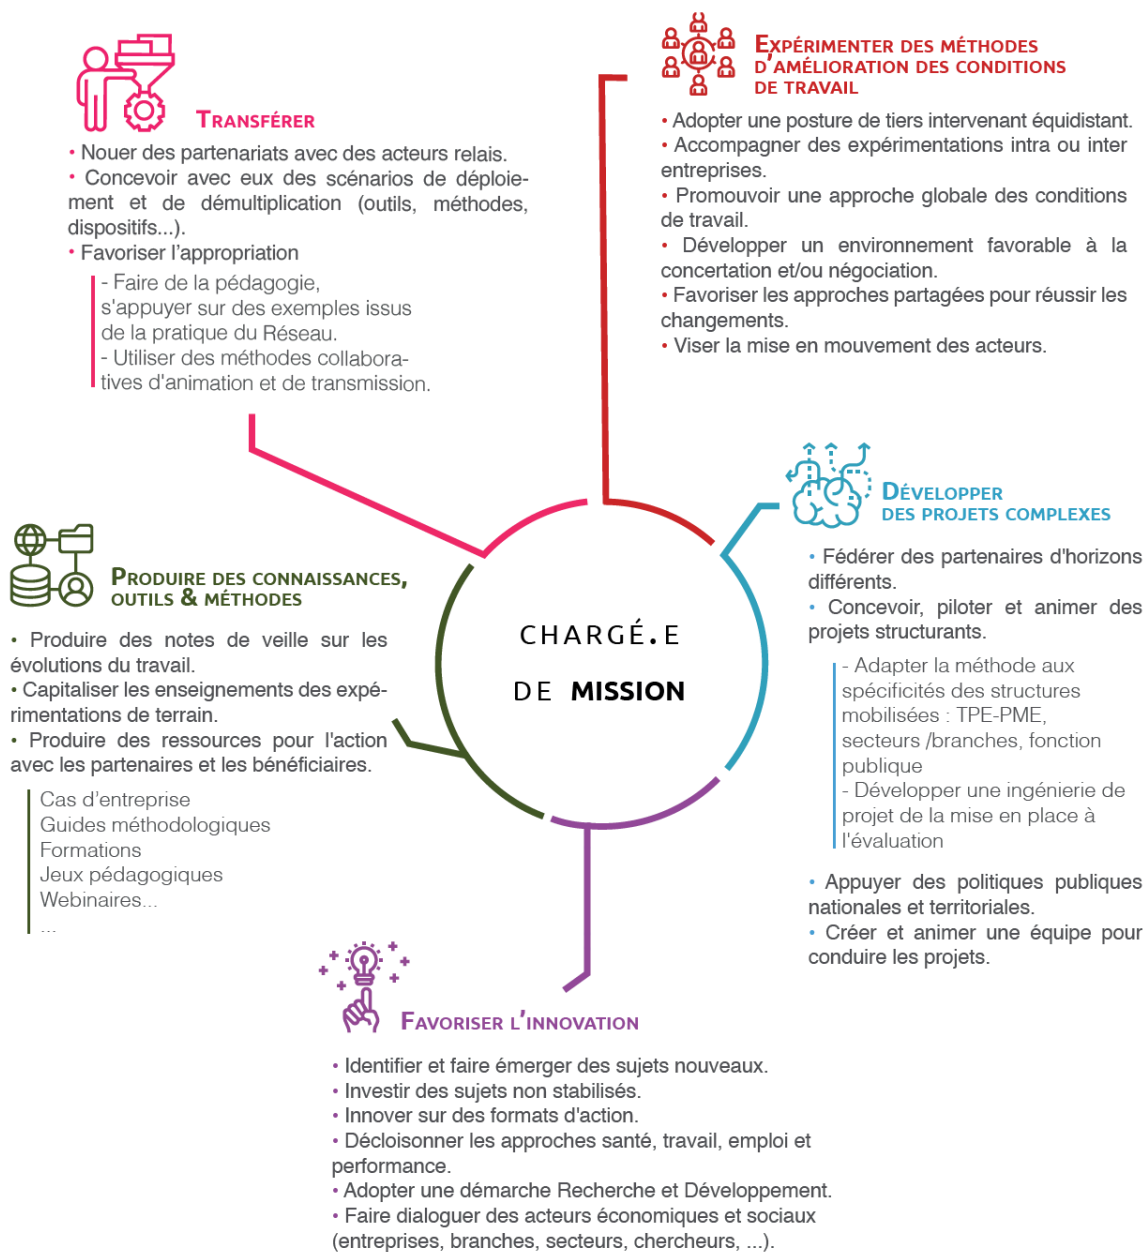 TRANSFÉRER
• Nouer des partenariats avec des acteurs relais.
• Concevoir avec eux des scénarios de déploie-
ment et de démultiplication (outils, méthodes,
dispositifs...).
• Favoriser l'appropriation
- Faire de la pédagogie,
s'appuyer sur des exemples issus
de la pratique du Réseau.
- Utiliser des méthodes collabora-
tives d'animation et de transmission.
EXPÉRIMENTER DES MÉTHODES
D'AMÉLIORATION DES CONDITIONS
DE TRAVAIL
• Adopter une posture de tiers intervenant équidistant.
• Accompagner des expérimentations intra ou inter
entreprises.
• Promouvoir une approche globale des conditions
de travail.
• Développer un environnement favorable à la
concertation et/ou négociation.
• Favoriser les approches partagées pour réussir les
changements.
• Viser la mise en mouvement des acteurs.
DÉVELOPPER
DES PROJETS COMPLEXES
• Fédérer des partenaires d'horizons
différents.
• Concevoir, piloter et animer des
projets structurants.
- Adapter la méthode aux
spécificités des structures
mobilisées : TPE-PME,
secteurs /branches, fonction
publique
- Développer une ingénierie de
projet de la mise en place à
l'évaluation
• Appuyer des politiques publiques
nationales et territoriales.
• Créer et animer une équipe pour
conduire les projets.
PRODUIRE DES CONNAISSANCES,
OUTILS & MÉTHODES
• Produire des notes de veille sur les
évolutions du travail.
• Capitaliser les enseignements des expé-
rimentations de terrain.
• Produire des ressources pour l'action
avec les partenaires et les bénéficiaires.
Cas d'entreprise
Guides méthodologiques
Formations
Jeux pédagogiques
Webinaires...
...
CHARGÉ.E
DE MISSION
FAVORISER L'INNOVATION
• Identifier et faire émerger des sujets nouveaux.
• Investir des sujets non stabilisés.
• Innover sur des formats d'action.
• Décloisonner les approches santé, travail, emploi et
performance.
• Adopter une démarche Recherche et Développement.
• Faire dialoguer des acteurs économiques et sociaux
(entreprises, branches, secteurs, chercheurs, ...).